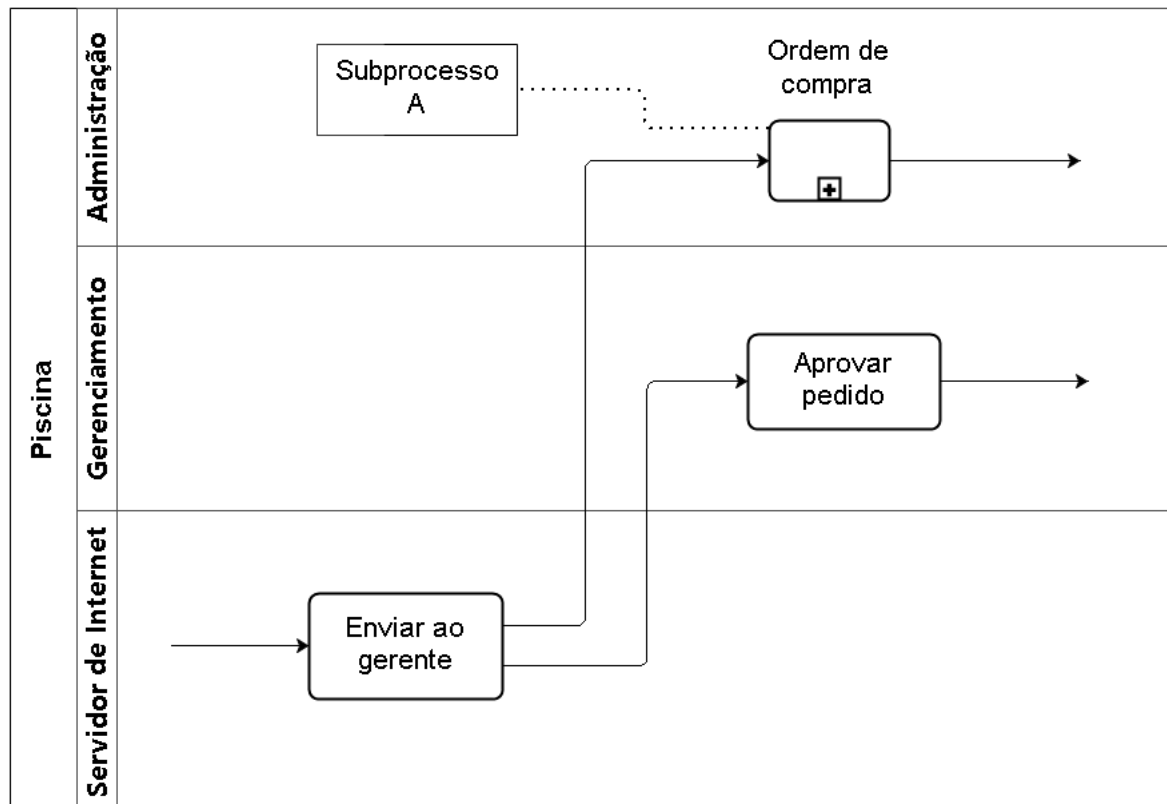 Piscina
Administração
Subprocesso
A
Ordem de
compra
Gerenciamento
Aprovar
pedido
Servidor de Internet
Enviar ao
gerente